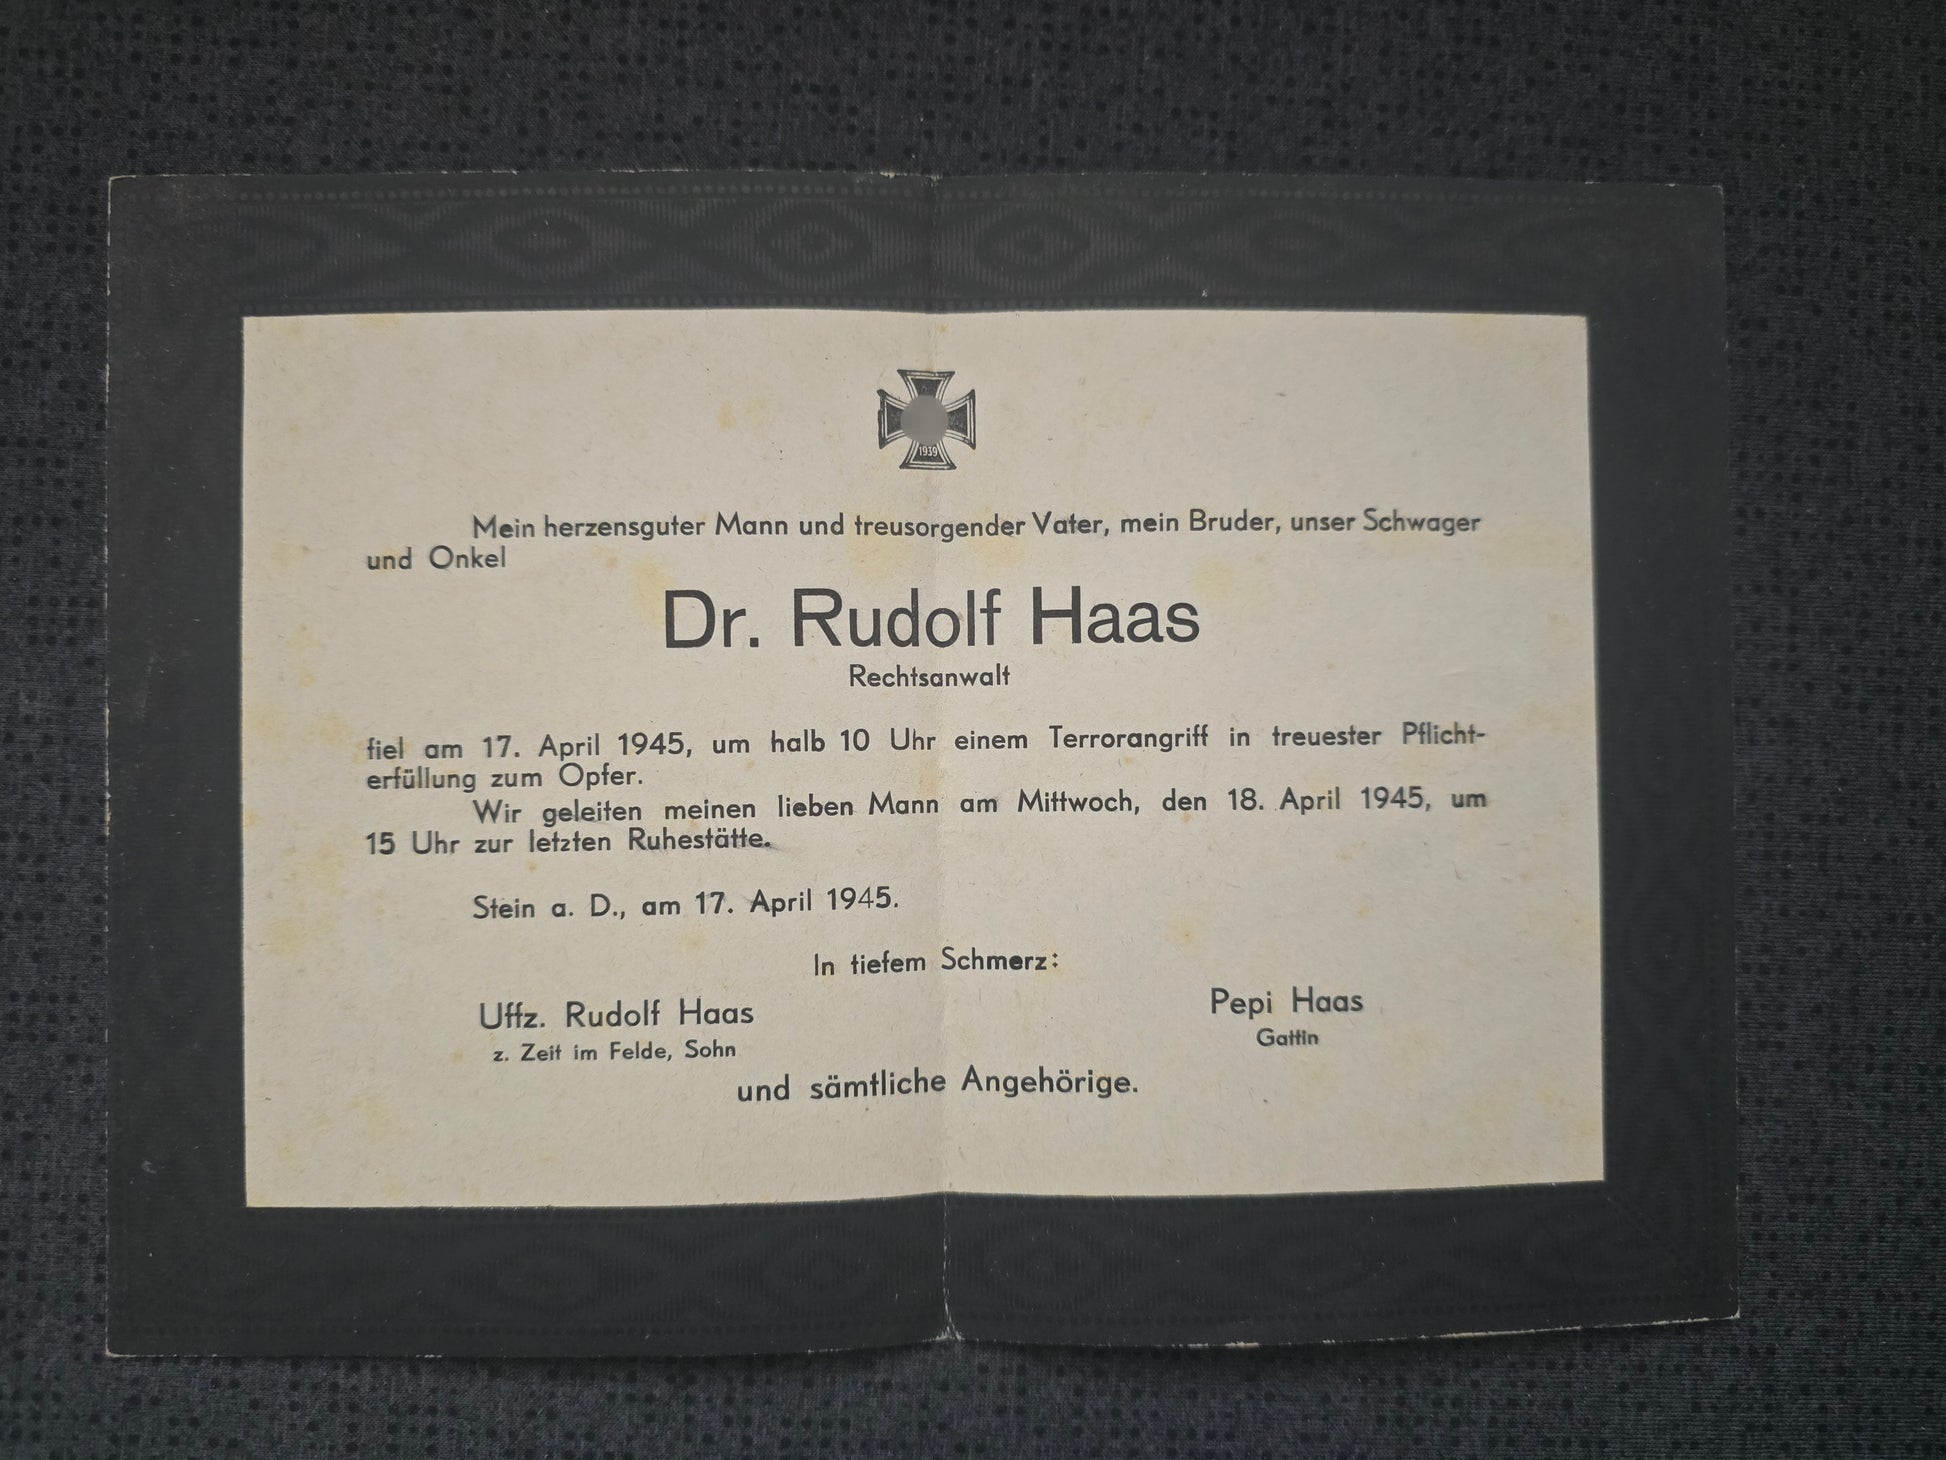 1939
Mein herzensguter Mann und treusorgender Vater, mein Bruder, unser Schwager
und Onkel
Dr. Rudolf Haas
Rechtsanwalt
fiel am 17. April 1945, um halb 10 Uhr einem Terrorangriff in treuester Pflicht-
erfüllung zum Opfer.
Wir geleiten meinen lieben Mann am Mittwoch, den 18. April 1945, um
15 Uhr zur letzten Ruhestätte.
Stein a. D., am 17. April 1945.
In tiefem Schmerz:
Uffz. Rudolf Haas
z. Zeit im Felde, Sohn
Pepi Haas
Gattin
und sämtliche Angehörige.